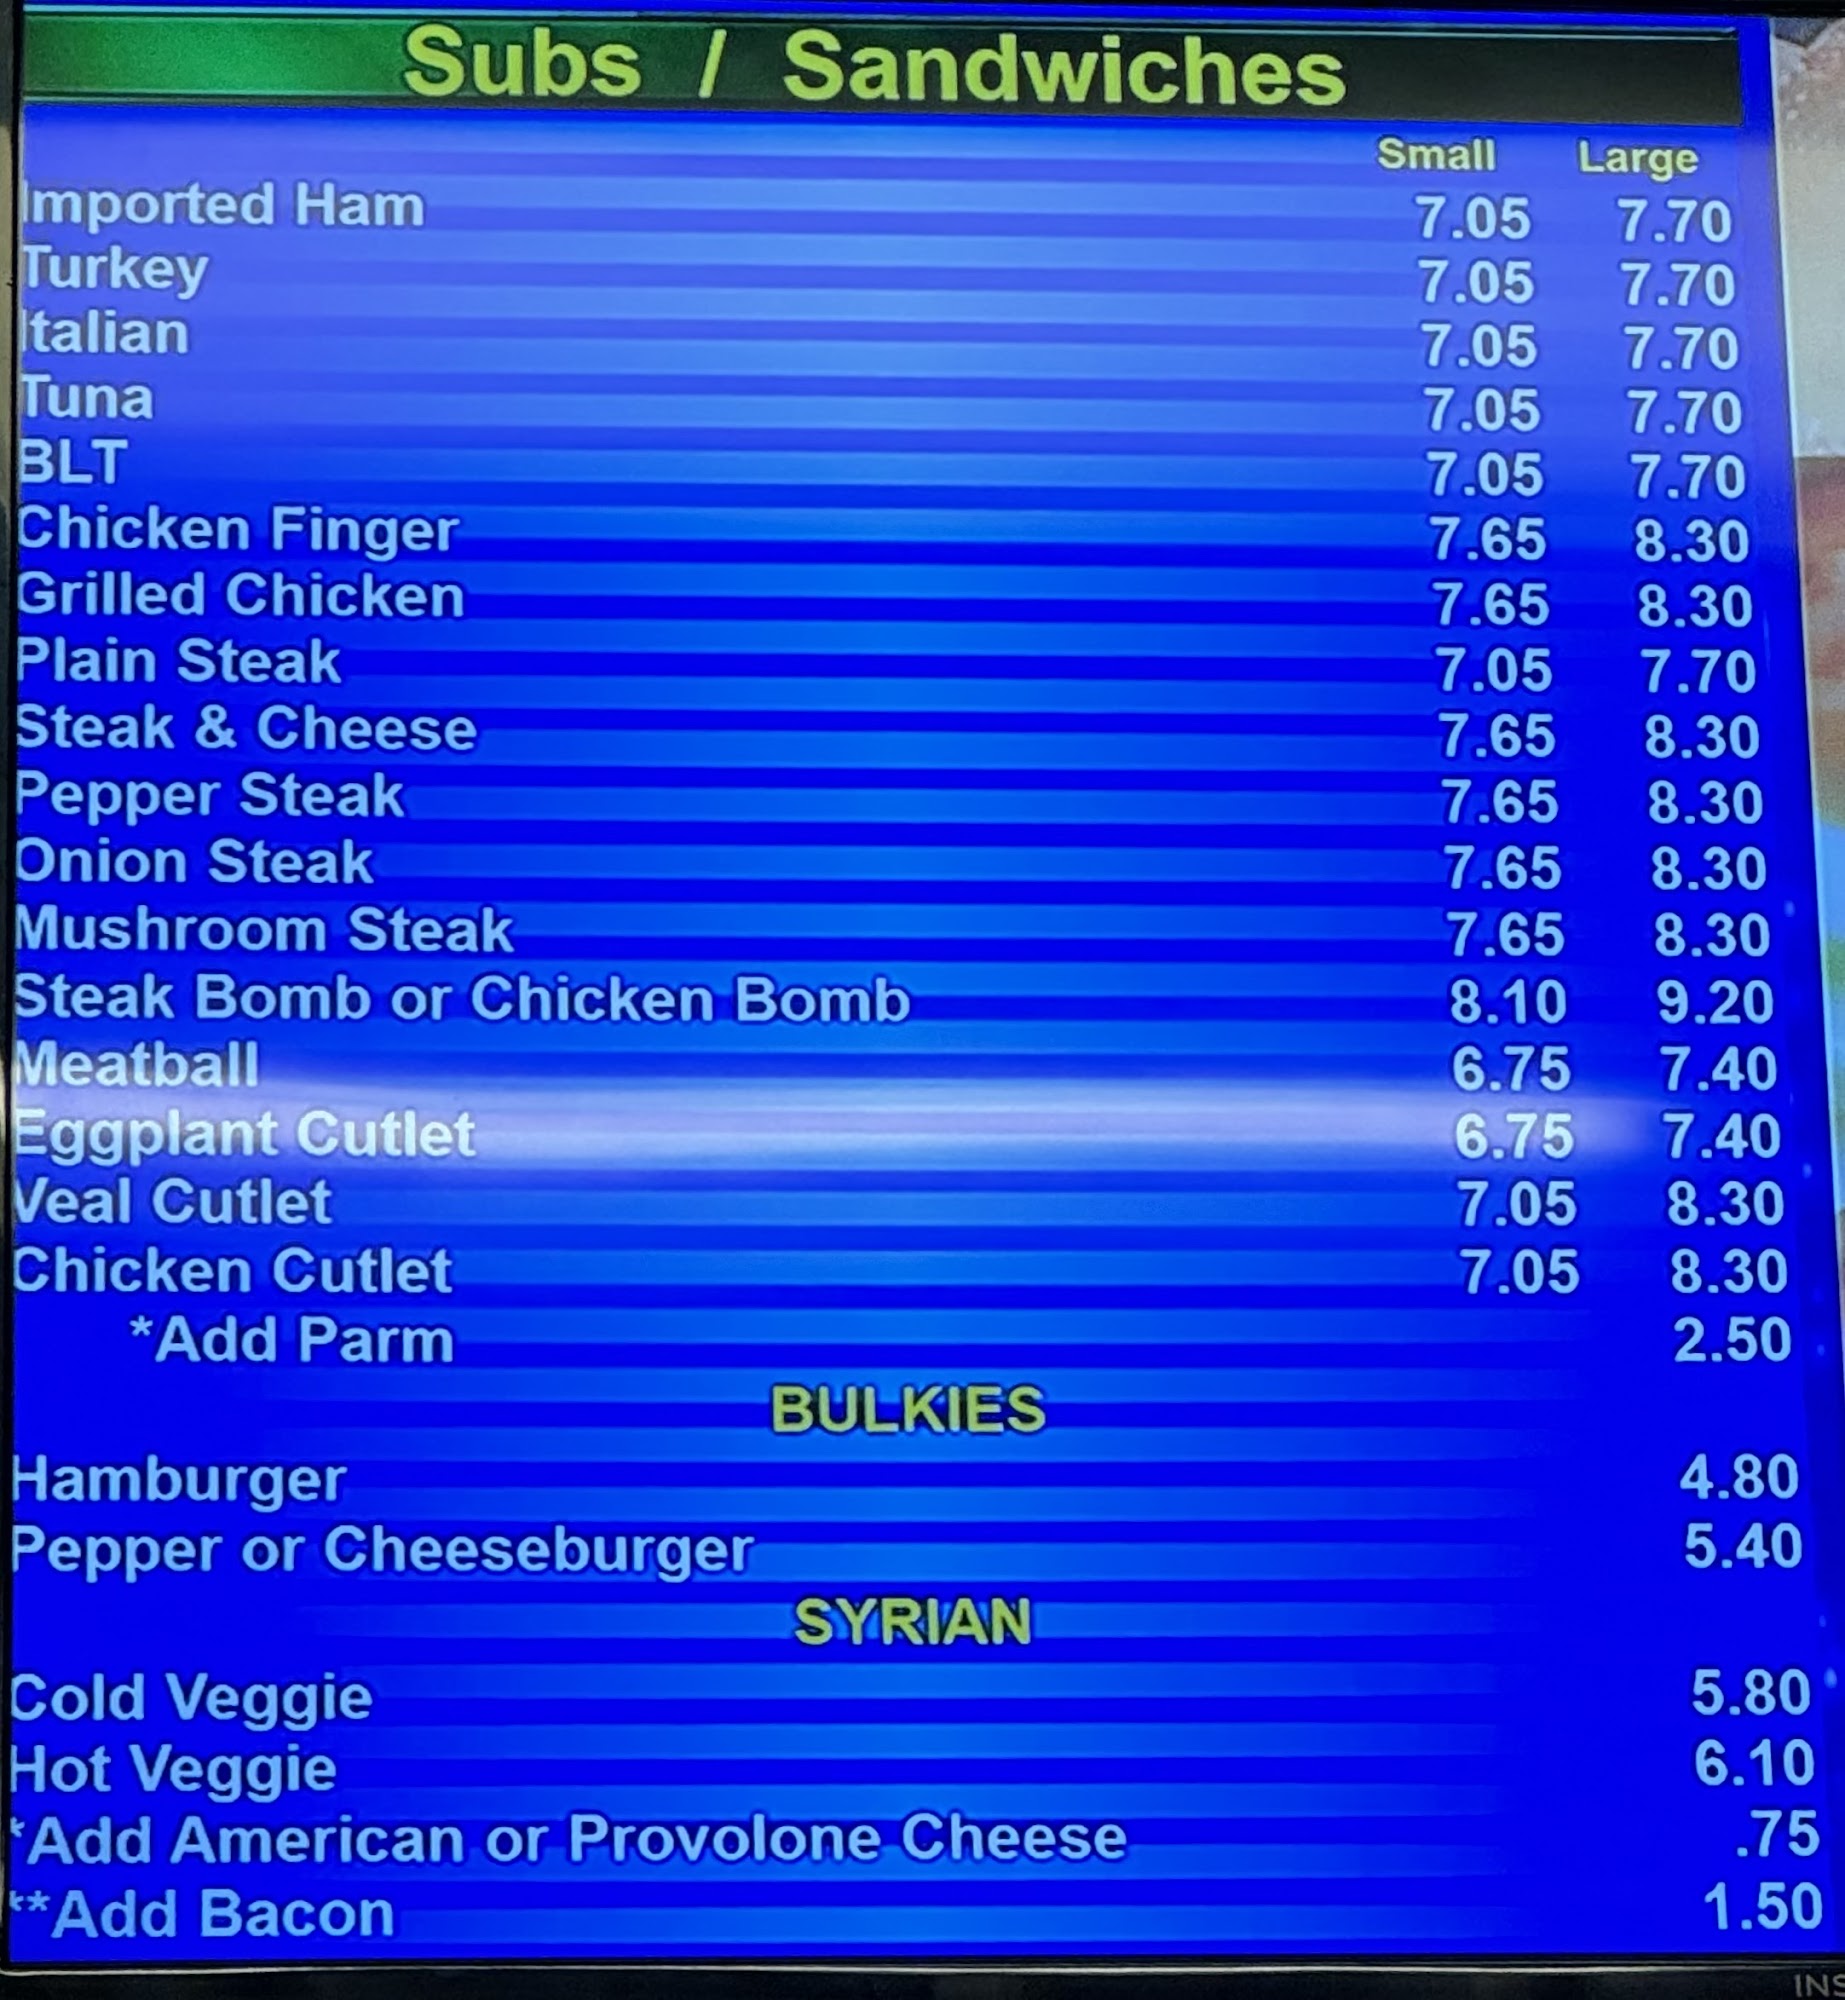 Subs / Sandwiches
Small Large
Imported Ham 7.05 7.70
Turkey 7.05 7.70
Italian 7.05 7.70
Tuna 7.05 7.70
BLT 7.05 7.70
Chicken Finger 7.65 8.30
Grilled Chicken 7.65 8.30
Plain Steak 7.05 7.70
Steak & Cheese 7.65 8.30
Pepper Steak 7.65 8.30
Onion Steak 7.65 8.30
Mushroom Steak 7.65 8.30
Steak Bomb or Chicken Bomb 8.10 9.20
Meatball 6.75 7.40
Eggplant Cutlet 6.75 7.40
Veal Cutlet 7.05 8.30
Chicken Cutlet 7.05 8.30
*Add Parm 2.50
BULKIES
Hamburger 4.80
Pepper or Cheeseburger 5.40
SYRIAN
Cold Veggie 5.80
Hot Veggie 6.10
*Add American or Provolone Cheese .75
**Add Bacon 1.50